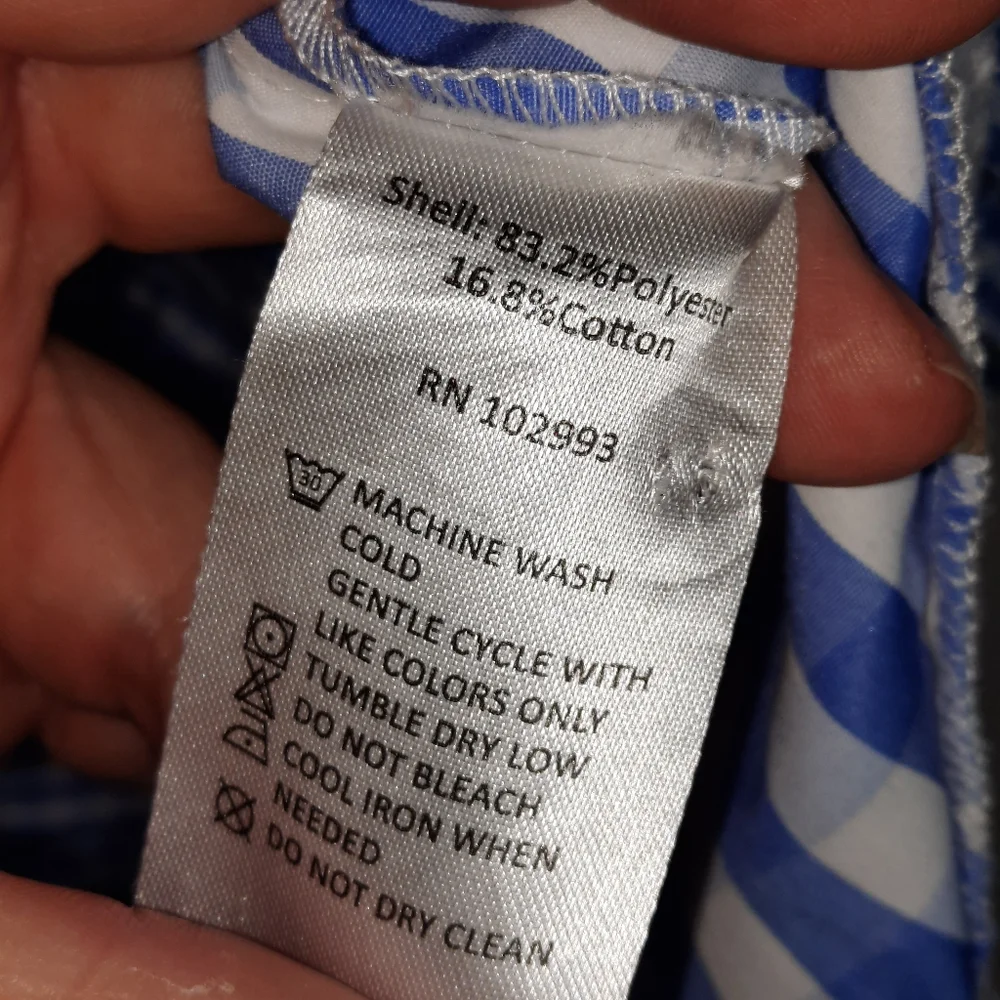 Shell: 83.2%Polyester
16.8%Cotton
RN 102993
30
MACHINE WASH
COLD
GENTLE CYCLE WITH
LIKE COLORS ONLY
TUMBLE DRY LOW
DO NOT BLEACH
COOL IRON WHEN
NEEDED
DO NOT DRY CLEAN